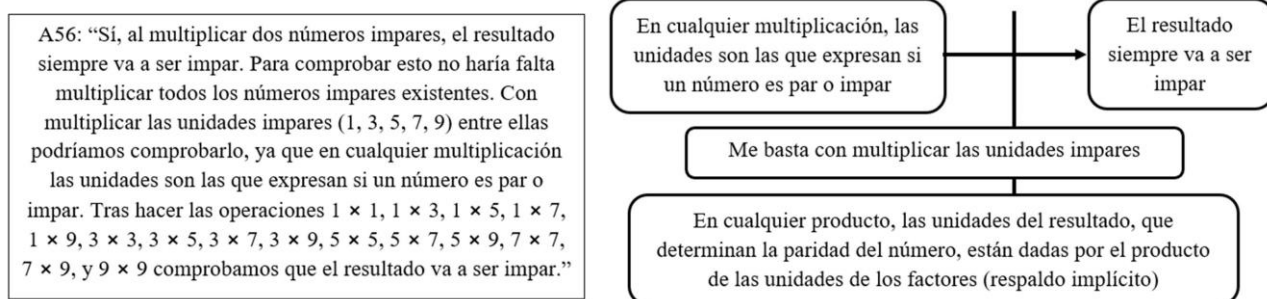 A56: “Sí, al multiplicar dos números impares, el resultado
siempre va a ser impar. Para comprobar esto no haría falta
multiplicar todos los números impares existentes. Con
multiplicar las unidades impares (1, 3, 5, 7, 9) entre ellas
podríamos comprobarlo, ya que en cualquier multiplicación
las unidades son las que expresan si un número es par o
impar. Tras hacer las operaciones 1 × 1, 1 × 3, 1 × 5, 1 × 7,
1 × 9, 3 × 3, 3 × 5, 3 × 7, 3 × 9, 5 × 5, 5 × 7, 5 × 9, 7 × 7,
7 × 9, y 9 × 9 comprobamos que el resultado va a ser impar.”
En cualquier multiplicación, las
unidades son las que expresan si
un número es par o impar
El resultado
siempre va a ser
impar
Me basta con multiplicar las unidades impares
En cualquier producto, las unidades del resultado, que
determinan la paridad del número, están dadas por el producto
de las unidades de los factores (respaldo implícito)